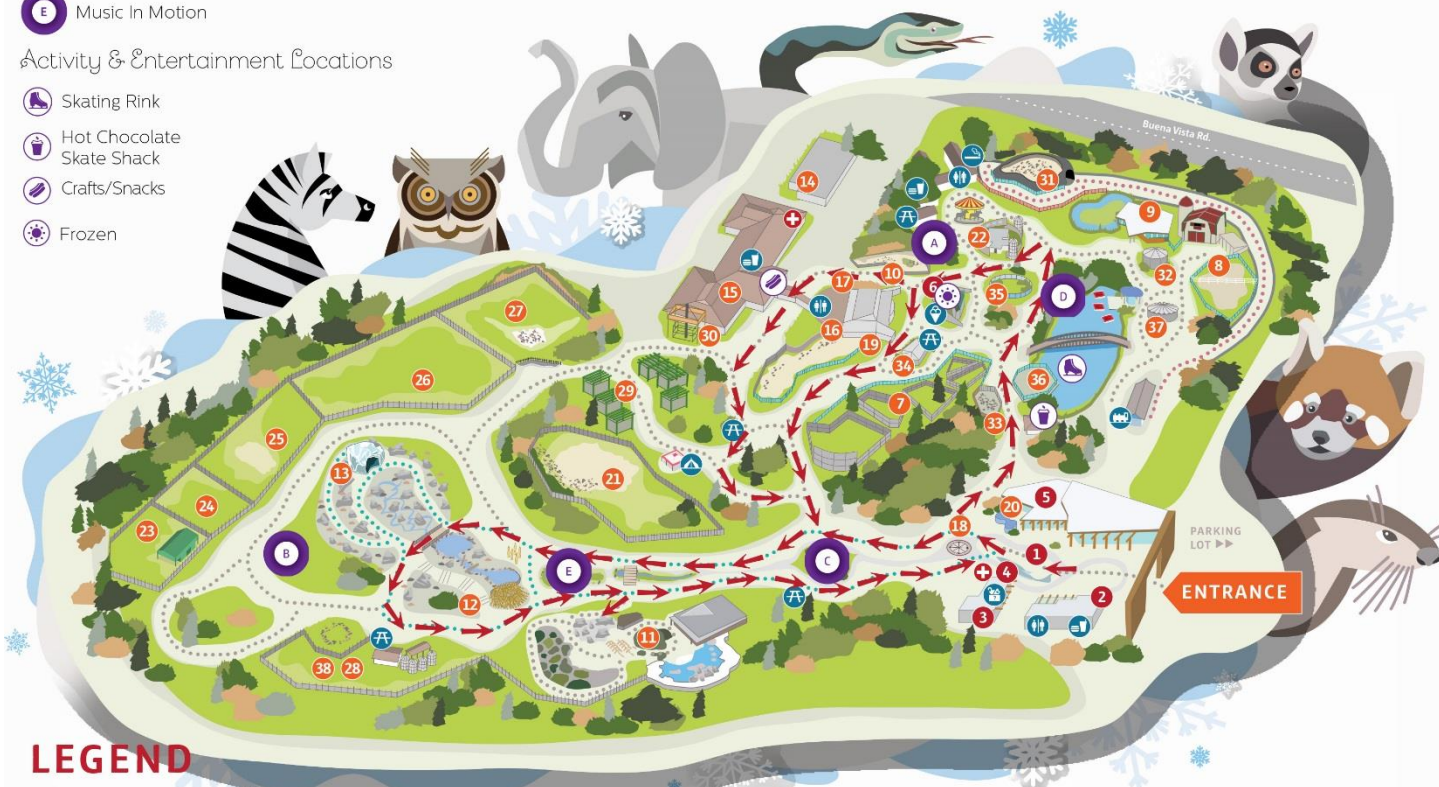 E Music In Motion
Activity & Entertainment Locations
Skating Rink
Hot Chocolate
Skate Shack
Crafts/Snacks
Frozen
Buena Vista Rd.
14
31
9
A
22
32
8
10
17
6
15
35
D
27
30
16
19
37
34
26
36
29
7
33
25
13
21
24
5
20
23
18
PARKING
LOT ▶▶
B
E
C
1
4
ENTRANCE
12
2
3
11
38
28
LEGEND